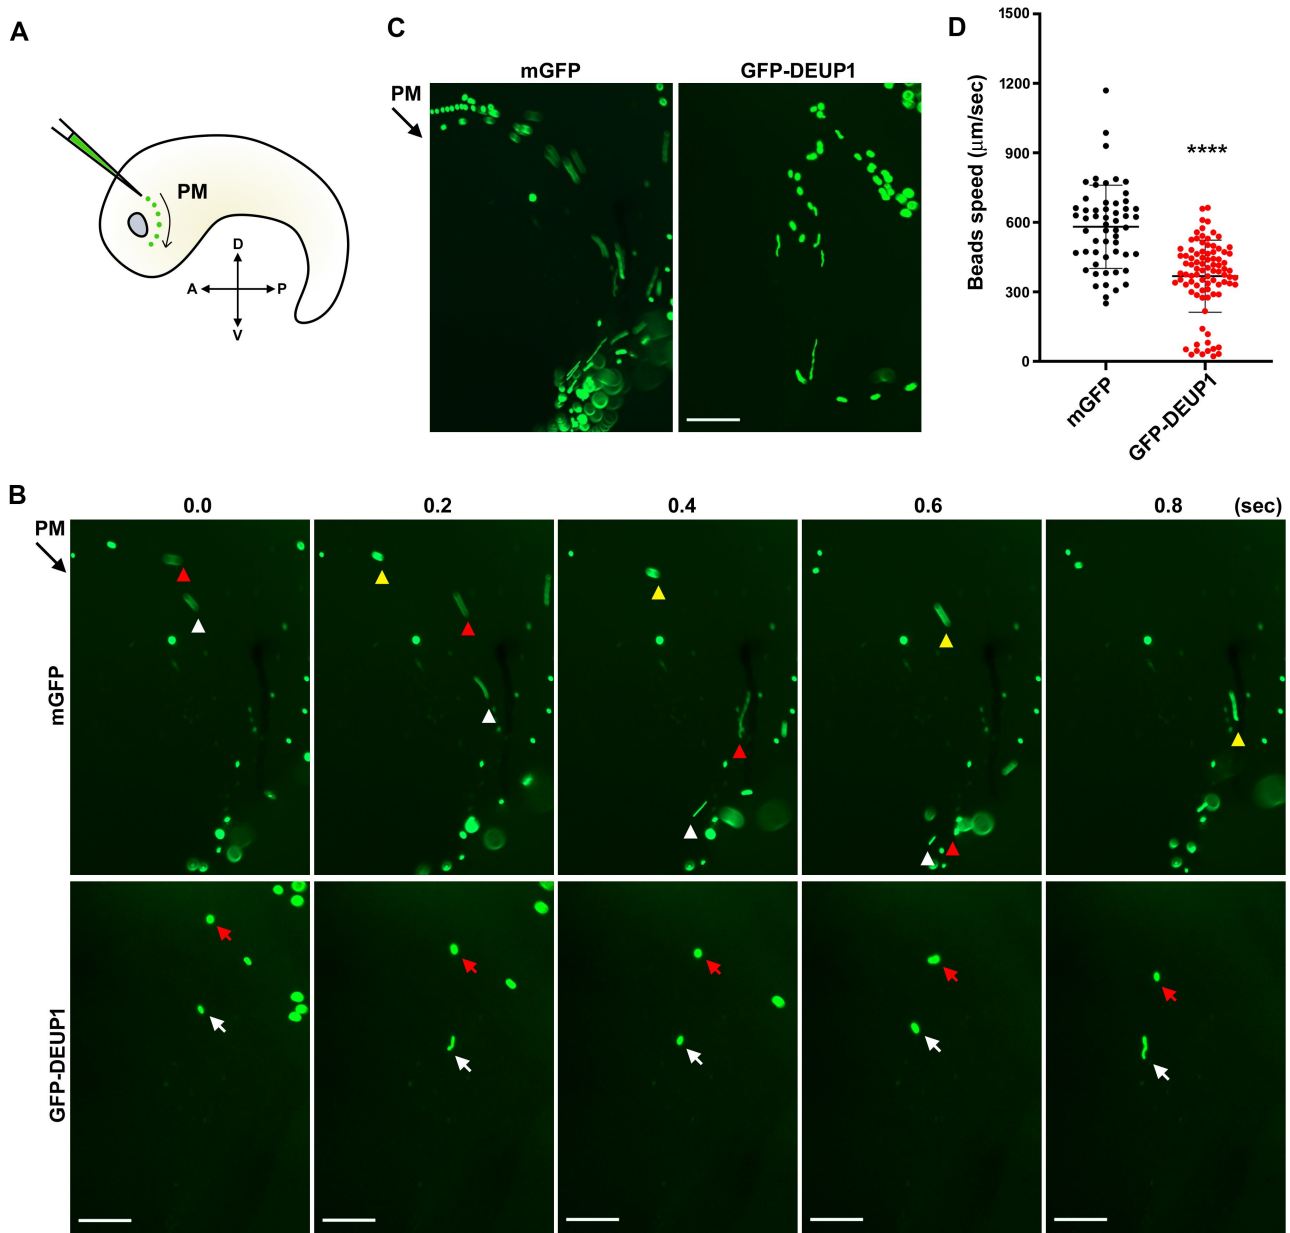 A
PM
D
A P
V
C
mGFP GFP-DEUP1
PM
D
Beads speed (μm/sec)
1500
1200
900
600
300
0
****
mGFP
GFP-DEUP1
B
0.0 0.2 0.4 0.6 0.8 (sec)
PM
mGFP
GFP-DEUP1